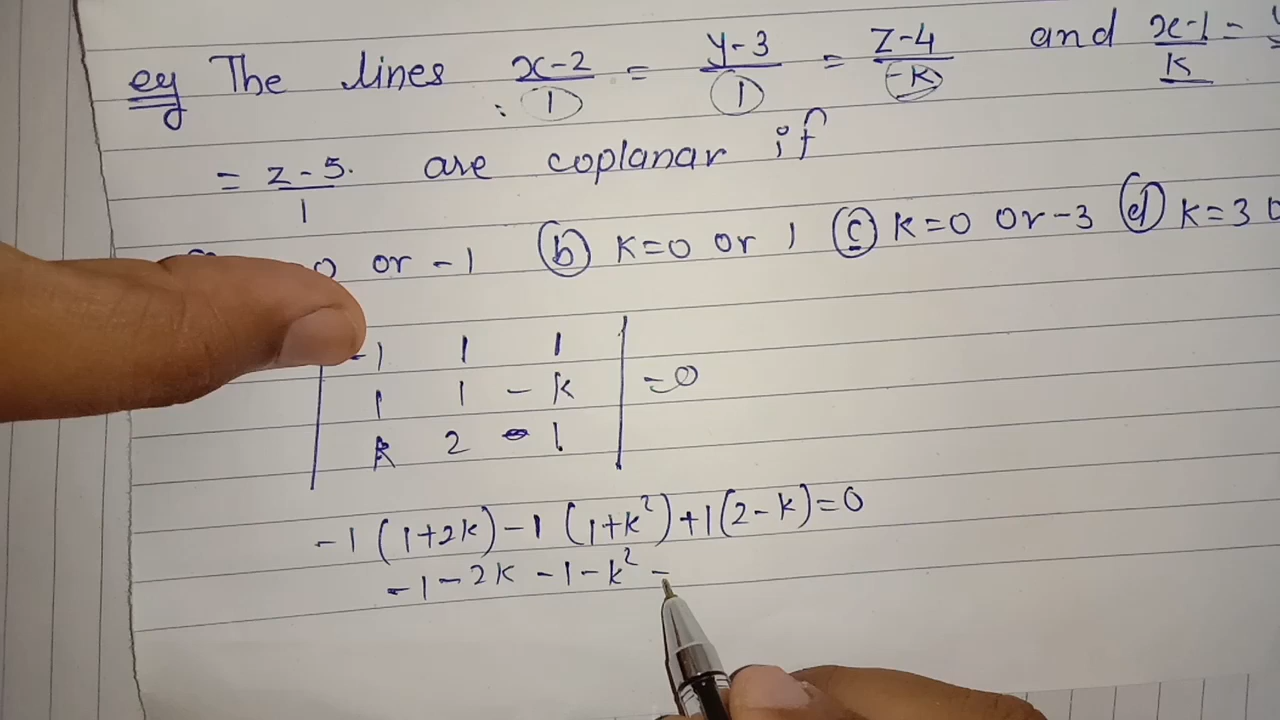 eg The lines x-2/1 = y-3/1 = z-4/-k and x-1/k =
= z-5/1 are coplanar if
0 or -1 (b) k=0 or 1 (c) k=0 or -3 (d) k=3
-1 1 1
1 1 -k =0
k 2 1
-1(1+2k)-1(1+k²)+1(2-k)=0
-1-2k-1-k²-